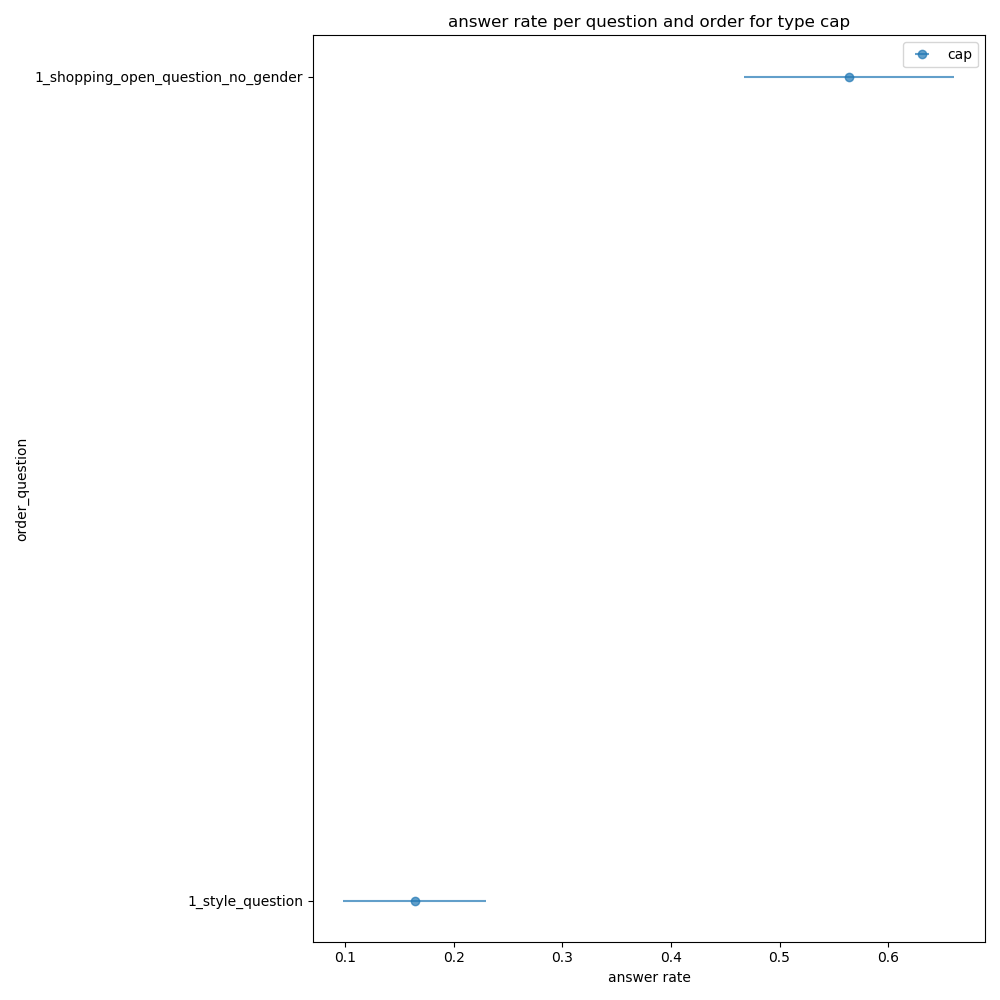 answer rate per question and order for type cap
cap
1_shopping_open_question_no_gender
order_question
1_style_question
0.1 0.2 0.3 0.4 0.5 0.6
answer rate